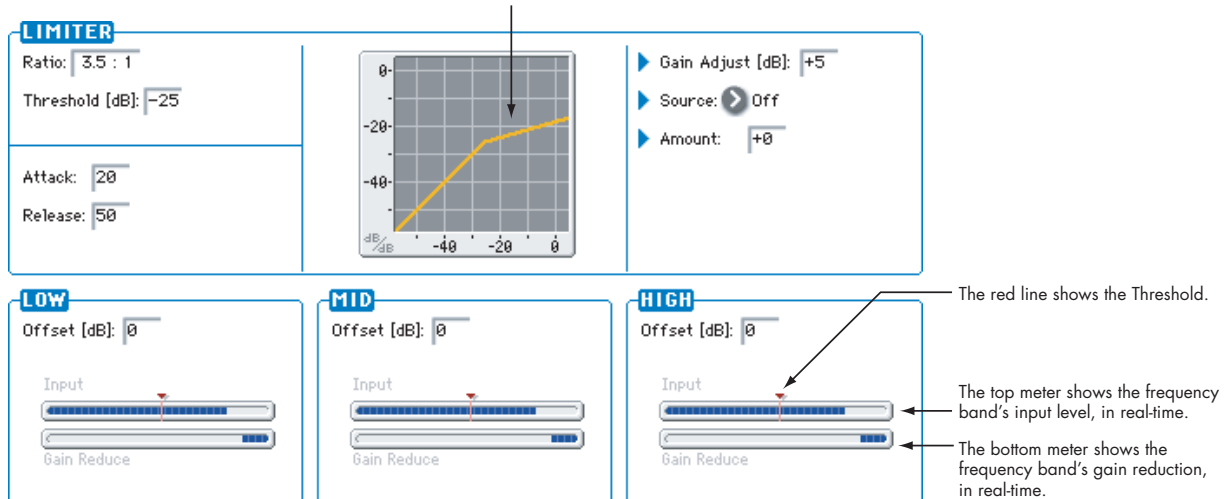 LIMITER
Ratio: 3.5 : 1
Threshold [dB]: -25
Attack: 20
Release: 50
0-
-20-
-40-
dB/dB
-40 -20 0
Gain Adjust [dB]: +5
Source: Off
Amount: +0
LOW
Offset [dB]: 0
Input
Gain Reduce
MID
Offset [dB]: 0
Input
Gain Reduce
HIGH
Offset [dB]: 0
Input
Gain Reduce
The red line shows the Threshold.
The top meter shows the frequency
band's input level, in real-time.
The bottom meter shows the
frequency band's gain reduction,
in real-time.